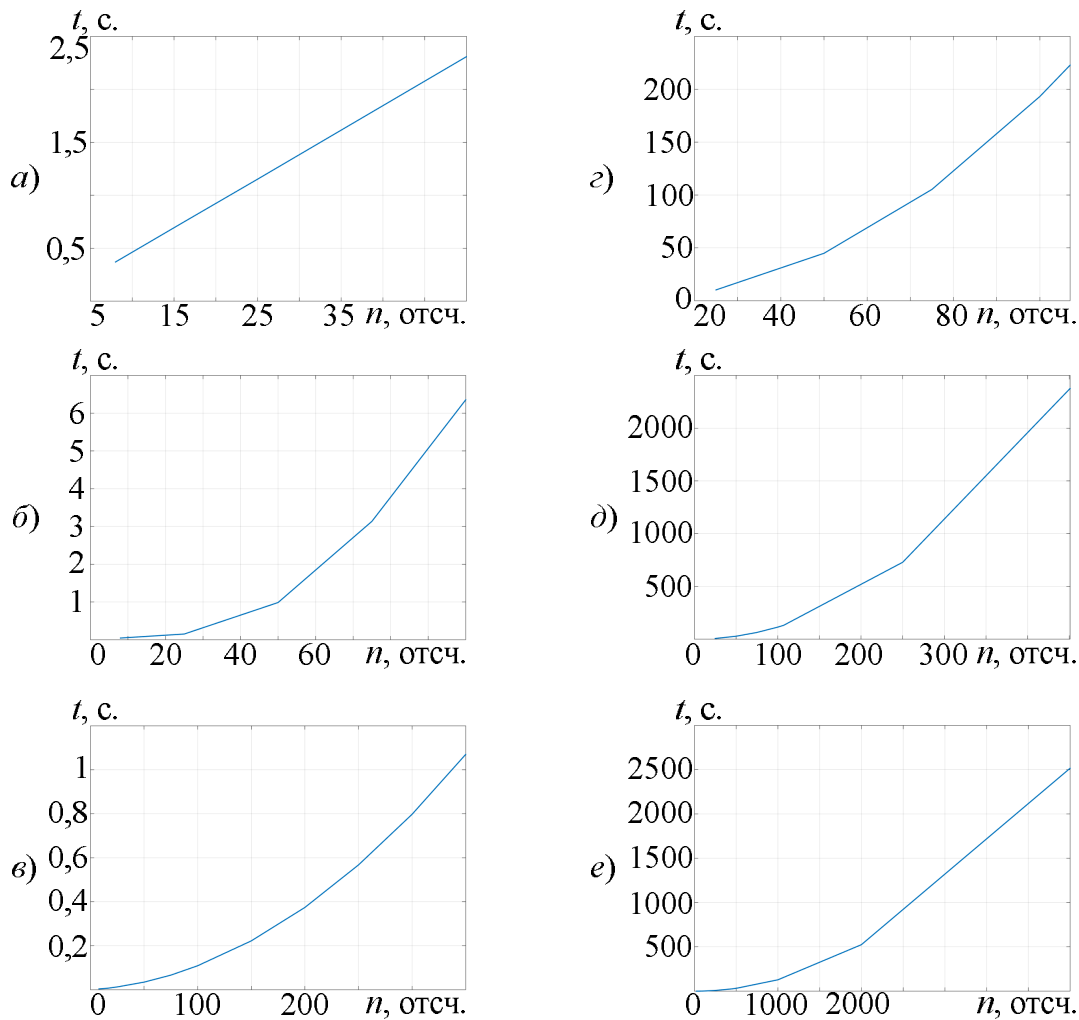 t, с.
2,5
1,5
а)
0,5
5 15 25 35 n, отсч.
t, с.
200
150
г)
100
50
0
20 40 60 80 n, отсч.
t, с.
6
5
4
б)
3
2
1
0 20 40 60 n, отсч.
t, с.
2000
1500
д)
1000
500
0 100 200 300 n, отсч.
t, с.
1
0,8
0,6
в)
0,4
0,2
0 100 200 n, отсч.
t, с.
2500
2000
1500
е)
1000
500
0 1000 2000 n, отсч.